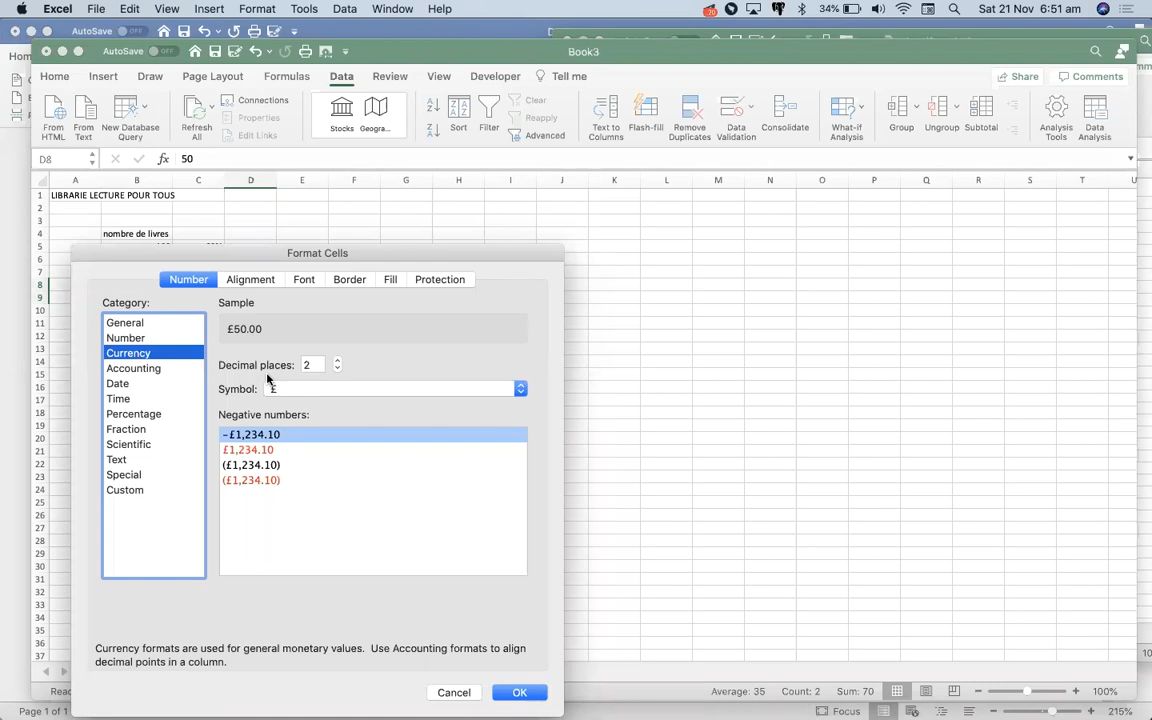 Excel File Edit View Insert Format Tools Data Window Help 34% Sat 21 Nov 6:51 am
AutoSave OFF
AutoSave OFF Book3
Home Insert Draw Page Layout Formulas Data Review View Developer Tell me Share Comments
From HTML From Text New Database Query Refresh All Connections Properties Edit Links Stocks Geogra... Sort Filter Clear Reapply Advanced Text to Columns Flash-fill Remove Duplicates Data Validation Consolidate What-if Analysis Group Ungroup Subtotal Analysis Tools Data Analysis
D8 fx 50
A B C D E F G H I J K L M N O P Q R S T U
1 LIBRARIE LECTURE POUR TOUS
2
3
4 nombre de livres
5
6
7
8
9
10
11
12
13
14
15
16
17
18
19
20
21
22
23
24
25
26
27
28
29
30
31
32
33
34
35
36
37
Format Cells
Number Alignment Font Border Fill Protection
Category: Sample
General
£50.00
Number
Currency
Decimal places: 2
Accounting
Date
Symbol: £
Time
Percentage
Negative numbers:
Fraction
-£1,234.10
Scientific
£1,234.10
Text
(£1,234.10)
Special
(£1,234.10)
Custom
Currency formats are used for general monetary values. Use Accounting formats to align
decimal points in a column.
Cancel OK
Average: 35 Count: 2 Sum: 70 100%
Page 1 of 1 Focus 215%